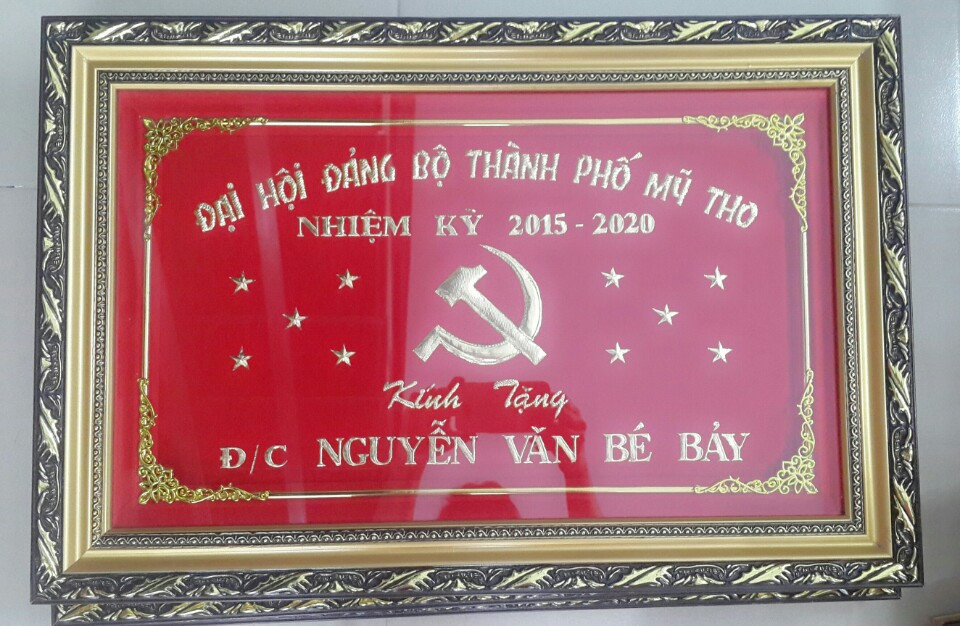 ĐẠI HỘI ĐẢNG BỘ THÀNH PHỐ MỸ THO
NHIỆM KỲ 2015 - 2020
Kính Tặng
Đ/C NGUYỄN VĂN BÉ BẢY